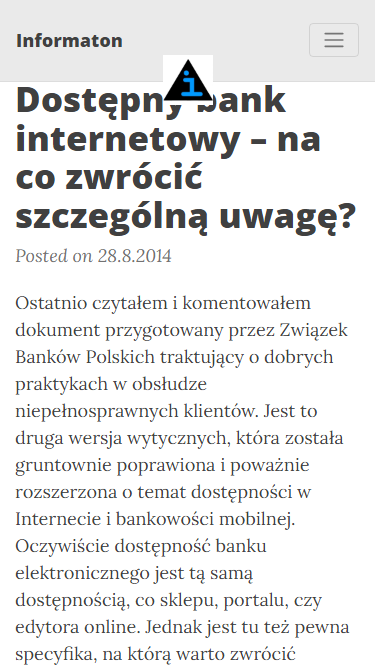 Informaton
Dostępny bank
internetowy – na
co zwrócić
szczególną uwagę?
Posted on 28.8.2014
Ostatnio czytałem i komentowałem
dokument przygotowany przez Związek
Banków Polskich traktujący o dobrych
praktykach w obsłudze
niepełnosprawnych klientów. Jest to
druga wersja wytycznych, która została
gruntownie poprawiona i poważnie
rozszerzona o temat dostępności w
Internecie i bankowości mobilnej.
Oczywiście dostępność banku
elektronicznego jest tą samą
dostępnością, co sklepu, portalu, czy
edytora online. Jednak jest tu też pewna
specyfika, na którą warto zwrócić